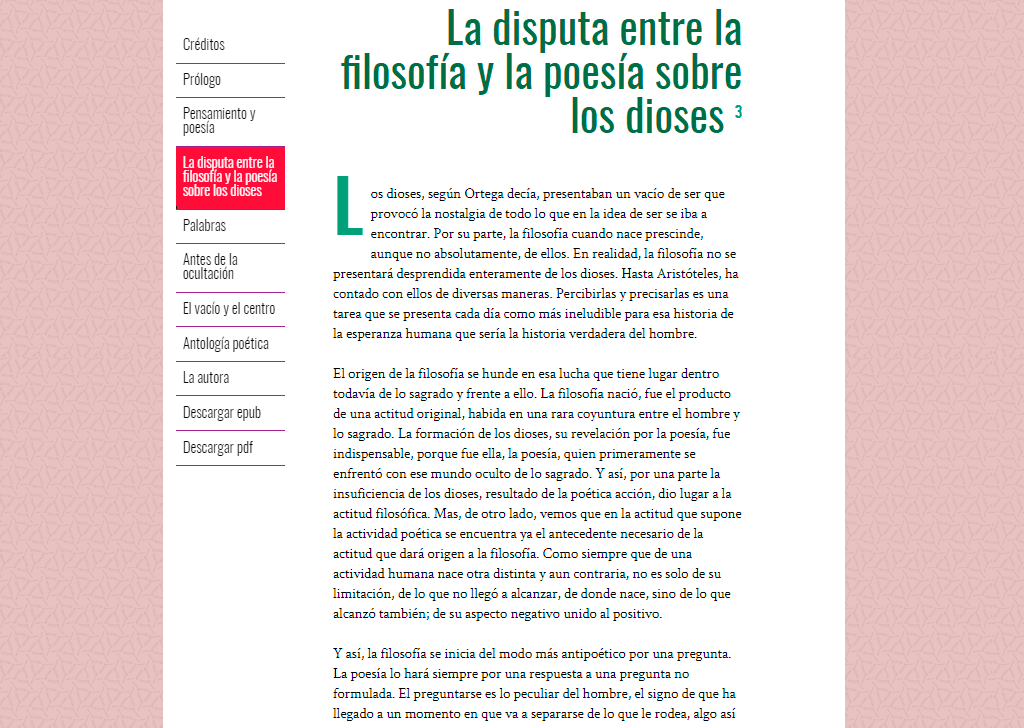 Créditos
Prólogo
Pensamiento y
poesía
La disputa entre la
filosofía y la poesía
sobre los dioses
Palabras
Antes de la
ocultación
El vacío y el centro
Antología poética
La autora
Descargar epub
Descargar pdf
La disputa entre la
filosofía y la poesía sobre
los dioses 3
Los dioses, según Ortega decía, presentaban un vacío de ser que
provocó la nostalgia de todo lo que en la idea de ser se iba a
encontrar. Por su parte, la filosofía cuando nace prescinde,
aunque no absolutamente, de ellos. En realidad, la filosofía no se
presentará desprendida enteramente de los dioses. Hasta Aristóteles, ha
contado con ellos de diversas maneras. Percibirlas y precisarlas es una
tarea que se presenta cada día como más ineludible para esa historia de
la esperanza humana que sería la historia verdadera del hombre.
El origen de la filosofía se hunde en esa lucha que tiene lugar dentro
todavía de lo sagrado y frente a ello. La filosofía nació, fue el producto
de una actitud original, habida en una rara coyuntura entre el hombre y
lo sagrado. La formación de los dioses, su revelación por la poesía, fue
indispensable, porque fue ella, la poesía, quien primeramente se
enfrentó con ese mundo oculto de lo sagrado. Y así, por una parte la
insuficiencia de los dioses, resultado de la poética acción, dio lugar a la
actitud filosófica. Mas, de otro lado, vemos que en la actitud que supone
la actividad poética se encuentra ya el antecedente necesario de la
actitud que dará origen a la filosofía. Como siempre que de una
actividad humana nace otra distinta y aun contraria, no es solo de su
limitación, de lo que no llegó a alcanzar, de donde nace, sino de lo que
alcanzó también; de su aspecto negativo unido al positivo.
Y así, la filosofía se inicia del modo más antipoético por una pregunta.
La poesía lo hará siempre por una respuesta a una pregunta no
formulada. El preguntarse es lo peculiar del hombre, el signo de que ha
llegado a un momento en que va a separarse de lo que le rodea, algo así